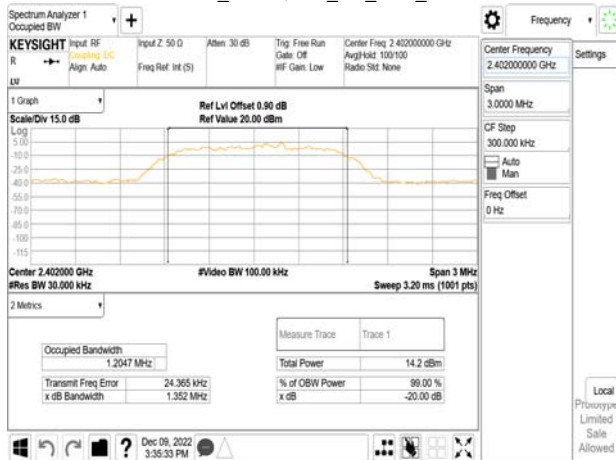 Spectrum Analyzer 1
Occupied BW
Frequency
KEYSIGHT
Input: RF
Coupling: DC
Align: Auto
Input Z: 50 Ω
Freq Ref: Int (S)
Atten: 30 dB
Trig: Free Run
Gate: Off
#IF Gain: Low
Center Freq: 2.402000000 GHz
Avg|Hold: 100/100
Radio Std: None
R
1 Graph
Scale/Div 15.0 dB
Ref Lvl Offset 0.90 dB
Ref Value 20.00 dBm
Log
5.00
-10.0
-25.0
-40.0
-55.0
-70.0
-85.0
-100
-115
Center 2.402000 GHz
#Res BW 30.000 kHz
#Video BW 100.00 kHz
Span 3 MHz
Sweep 3.20 ms (1001 pts)
2 Metrics
Measure Trace
Trace 1
Occupied Bandwidth
1.2047 MHz
Total Power
14.2 dBm
Transmit Freq Error
24.365 kHz
% of OBW Power
99.00 %
x dB Bandwidth
1.352 MHz
x dB
-20.00 dB
Dec 09, 2022
3:35:33 PM
Center Frequency
2.402000000 GHz
Settings
Span
3.0000 MHz
CF Step
300.000 kHz
Auto
Man
Freq Offset
0 Hz
Local
Prototype
Limited
Sale
Allowed